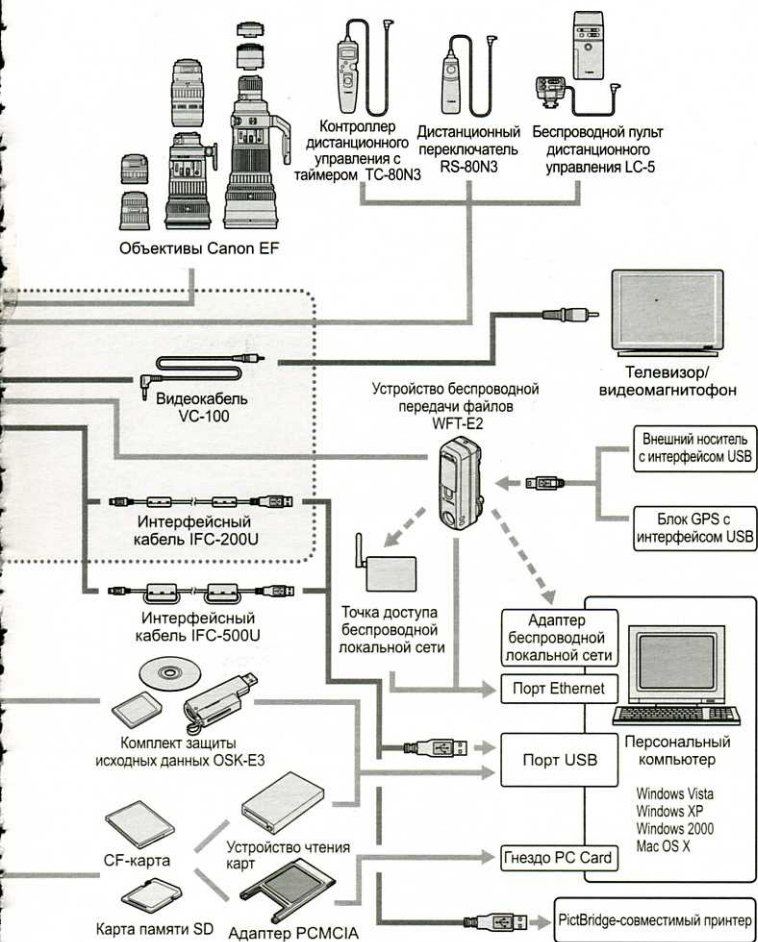 Контроллер
дистанционного
управления с
таймером TC-80N3
Дистанционный
переключатель
RS-80N3
Беспроводной пульт
дистанционного
управления LC-5
Объективы Canon EF
Телевизор/
видеомагнитофон
Видеокабель
VC-100
Устройство беспроводной
передачи файлов
WFT-E2
Внешний носитель
с интерфейсом USB
Блок GPS с
интерфейсом USB
Интерфейсный
кабель IFC-200U
Интерфейсный
кабель IFC-500U
Точка доступа
беспроводной
локальной сети
Адаптер
беспроводной
локальной сети
Порт Ethernet
Комплект защиты
исходных данных OSK-E3
Порт USB
Персональный
компьютер
Windows Vista
Windows XP
Windows 2000
Mac OS X
CF-карта
Устройство чтения
карт
Гнездо PC Card
Карта памяти SD
Адаптер PCMCIA
PictBridge-совместимый принтер